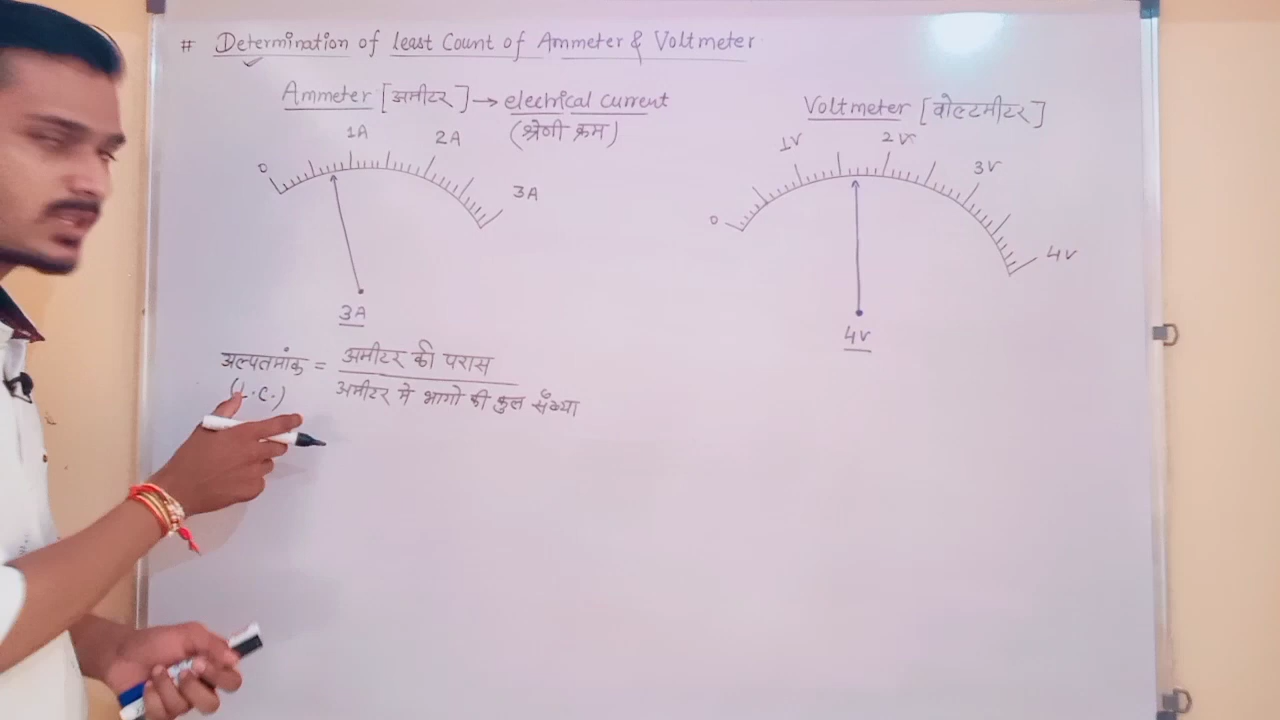 # Determination of least Count of Ammeter & Voltmeter
Ammeter [अमीटर] → electrical current
(श्रेणी क्रम)
0 1A 2A 3A
3A
Voltmeter [वोल्टमीटर]
0 1V 2V 3V 4V
4V
अल्पतमांक = अमीटर की परास
(L.C.) अमीटर मे भागो की कुल सँख्या